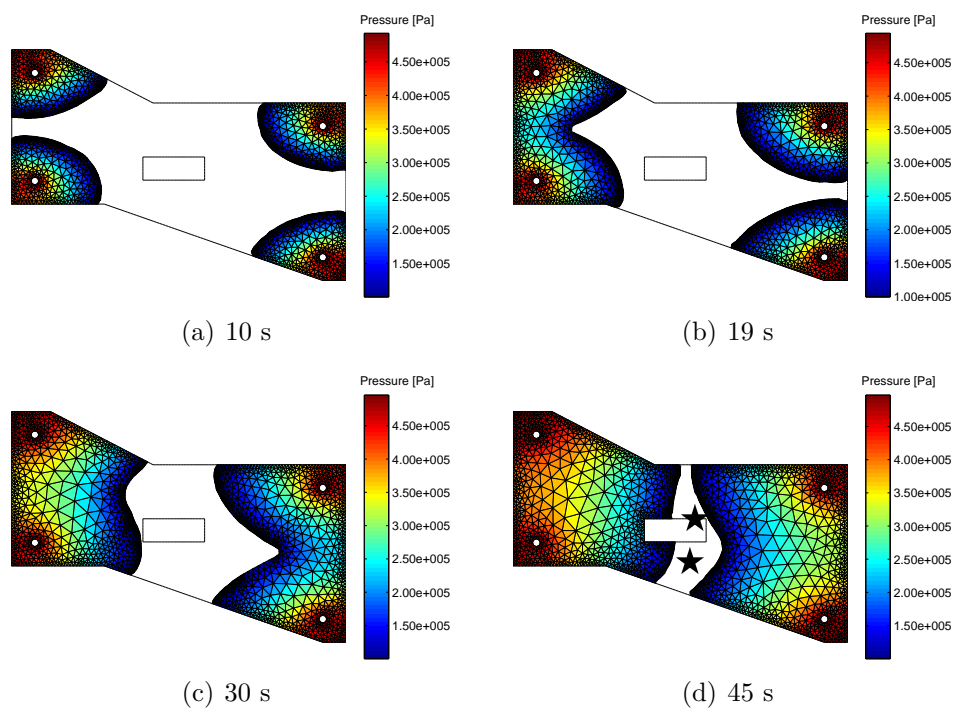 Pressure [Pa]
4.50e+005
4.00e+005
3.50e+005
3.00e+005
2.50e+005
2.00e+005
1.50e+005
(a) 10 s
Pressure [Pa]
4.50e+005
4.00e+005
3.50e+005
3.00e+005
2.50e+005
2.00e+005
1.50e+005
1.00e+005
(b) 19 s
Pressure [Pa]
4.50e+005
4.00e+005
3.50e+005
3.00e+005
2.50e+005
2.00e+005
1.50e+005
(c) 30 s
Pressure [Pa]
4.50e+005
4.00e+005
3.50e+005
3.00e+005
2.50e+005
2.00e+005
1.50e+005
(d) 45 s